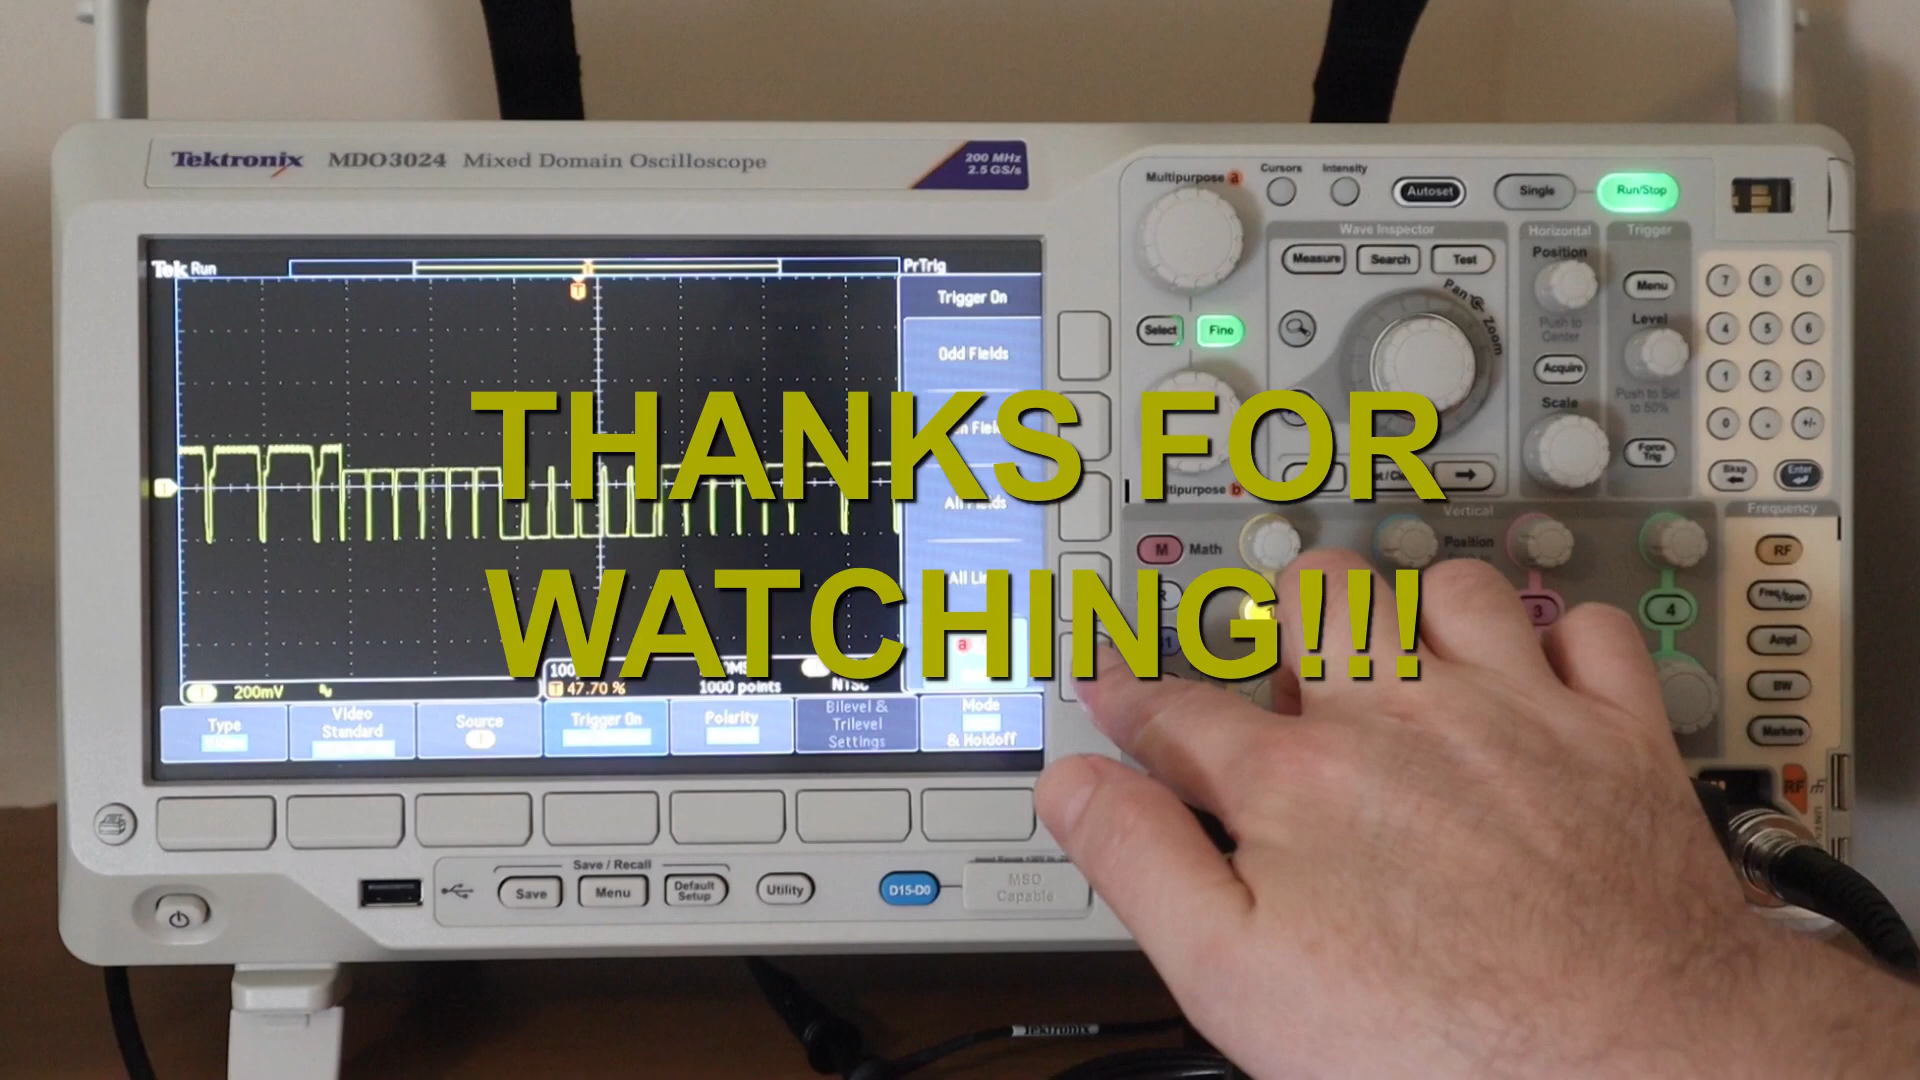 Tektronix MDO3024 Mixed Domain Oscilloscope
200 MHz
2.5 GS/s
Multipurpose a
Cursors
Intensity
Autoset
Single
Run/Stop
Wave Inspector
Horizontal
Trigger
Measure
Search
Test
Position
Push to
Center
Menu
Pan
Zoom
Select
Fine
Level
Acquire
Push to Set
to 50%
Scale
Force
Trig
7 8 9
4 5 6
1 2 3
0 . +/-
Bksp
Enter
Tek Run
PrTrig
T
Trigger On
Odd Fields
THANKS FOR
WATCHING!!!
1
a
1 200mV
T 47.70 %
1000 points
Type
Video
Standard
Source
1
Trigger On
Polarity
Bilevel &
Trilevel
Settings
Mode
& Holdoff
b
Vertical
M Math
Position
3
4
Frequency
RF
Freq/Span
Ampl
BW
Markers
RF
Save / Recall
Save
Menu
Default
Setup
Utility
D15-D0
MSO
Capable
Tektronix